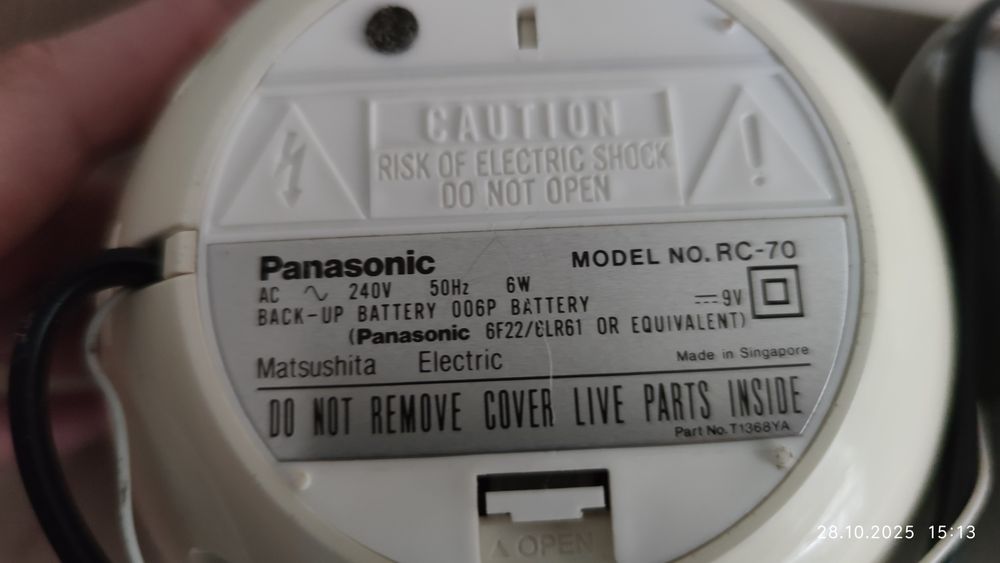 CAUTION
RISK OF ELECTRIC SHOCK
DO NOT OPEN
Panasonic MODEL NO. RC-70
AC ∿ 240V 50Hz 6W
BACK-UP BATTERY 006P BATTERY ⎓ 9V
(Panasonic 6F22/6LR61 OR EQUIVALENT)
Matsushita Electric Made in Singapore
DO NOT REMOVE COVER LIVE PARTS INSIDE
Part No. T1368YA
△ OPEN
28.10.2025 15:13